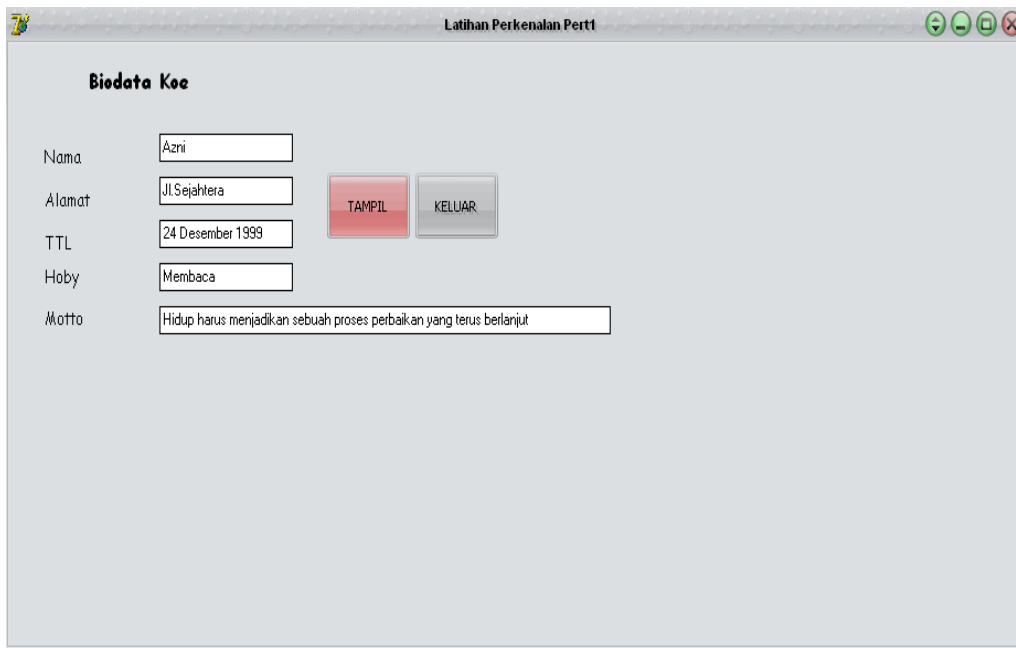 Latihan Perkenalan Pert1
Biodata Koe
Nama Azni
Alamat Jl.Sejahtera
TAMPIL KELUAR
TTL 24 Desember 1999
Hoby Membaca
Motto Hidup harus menjadikan sebuah proses perbaikan yang terus berlanjut